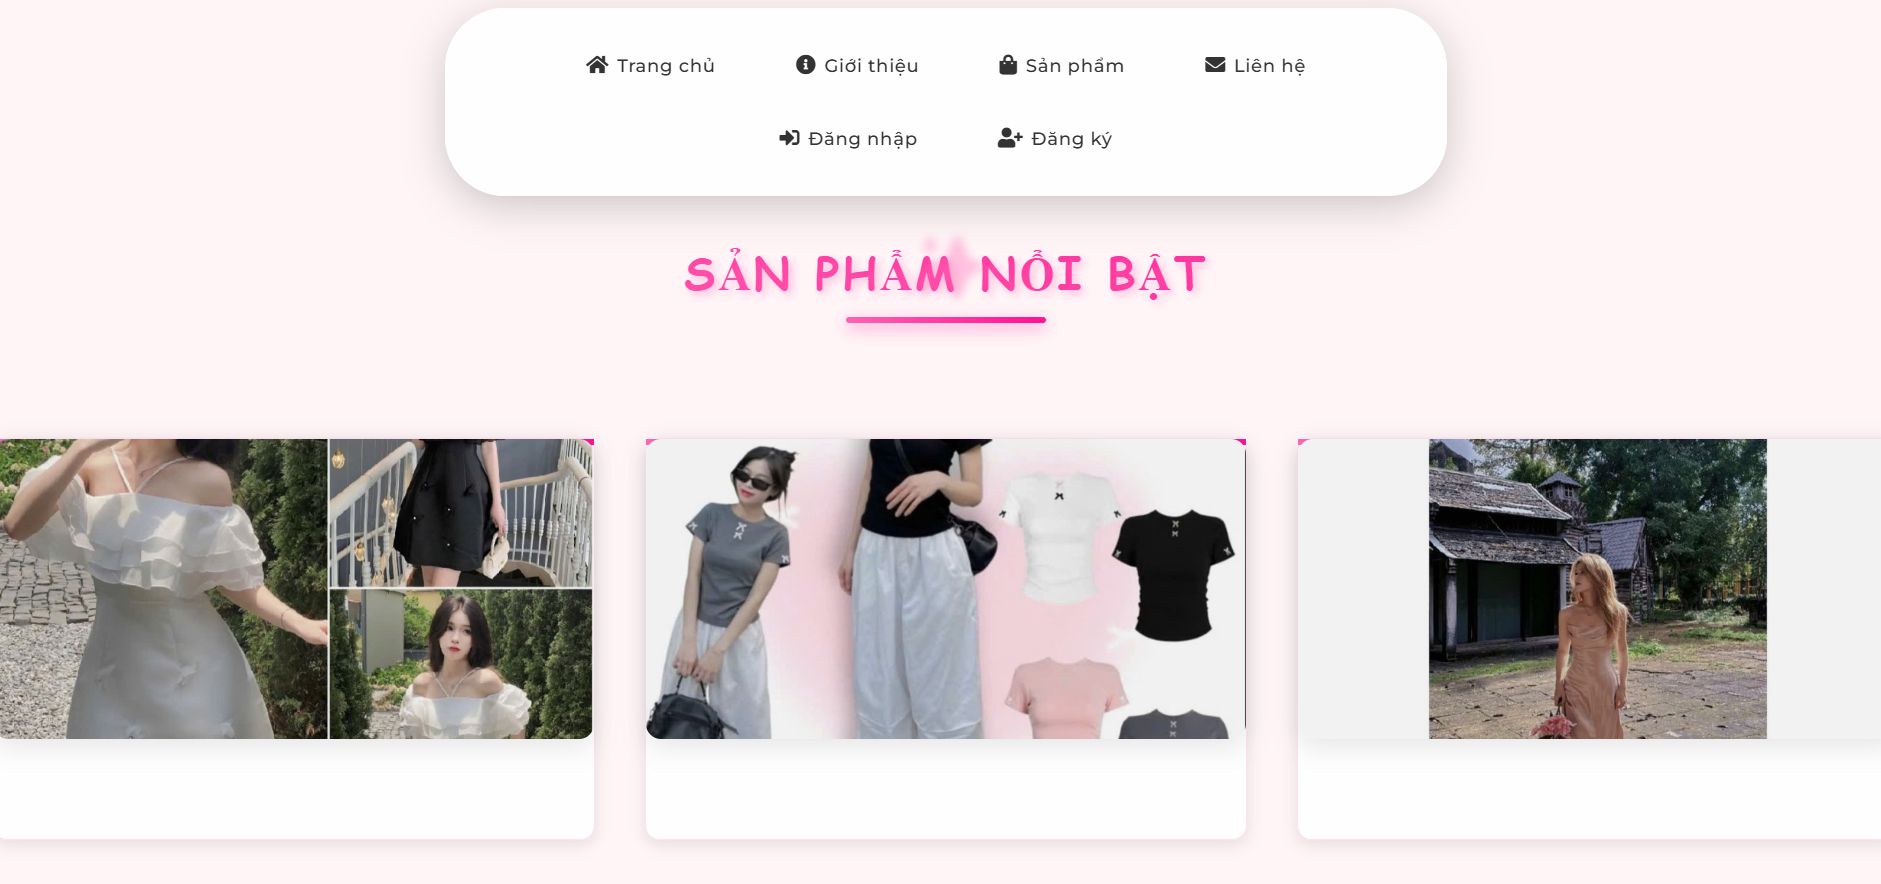 Trang chủ Giới thiệu Sản phẩm Liên hệ
Đăng nhập Đăng ký
SẢN PHẨM NỔI BẬT